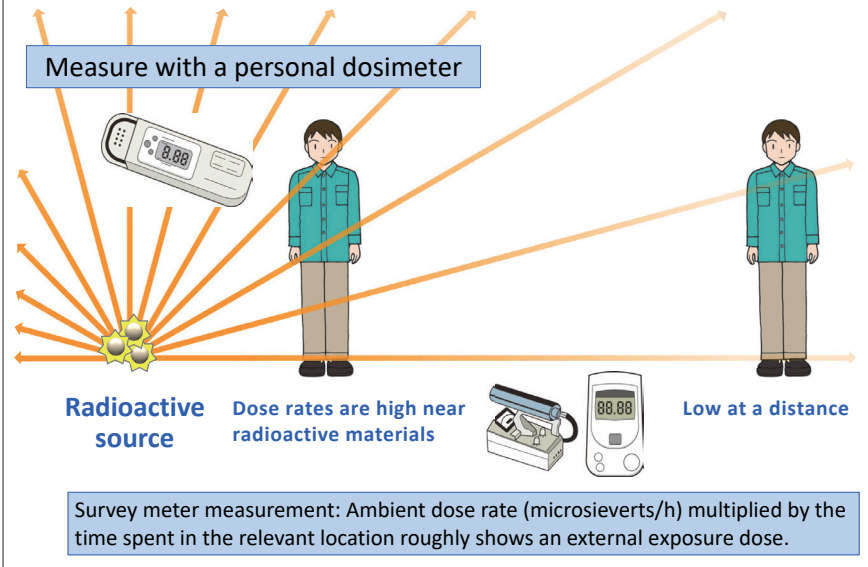 Measure with a personal dosimeter
8.88
Radioactive
source
Dose rates are high near
radioactive materials
88.88
Low at a distance
Survey meter measurement: Ambient dose rate (microsieverts/h) multiplied by the
time spent in the relevant location roughly shows an external exposure dose.